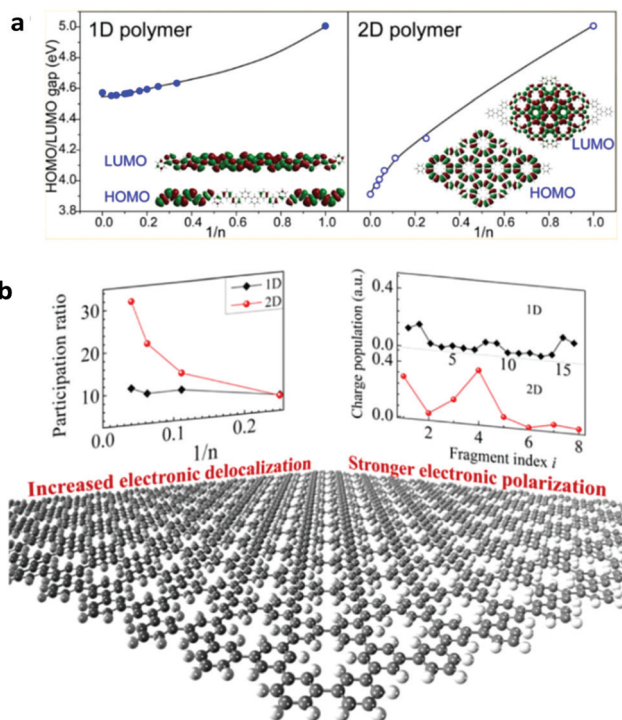 a
1D polymer
2D polymer
HOMO/LUMO gap (eV)
5.0
4.8
4.6
4.4
4.2
4.0
3.8
LUMO
HOMO
LUMO
HOMO
0.0 0.2 0.4 0.6 0.8 1.0
0.0 0.2 0.4 0.6 0.8 1.0
1/n
1/n
b
Participation ratio
30
20
10
1D
2D
0.0 0.1 0.2
1/n
Charge population (a.u.)
0.4
0.0
0.4
0.0
1D
5 10 15
2D
2 4 6 8
Fragment index i
Increased electronic delocalization
Stronger electronic polarization